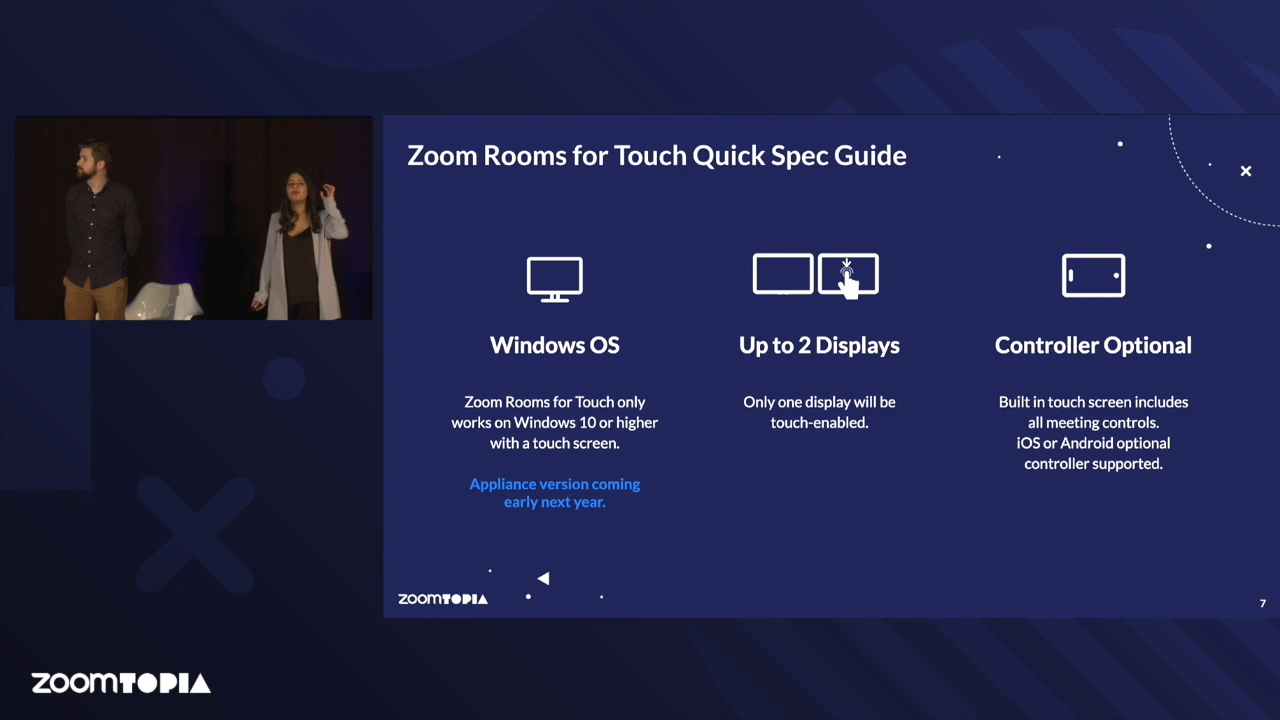 Zoom Rooms for Touch Quick Spec Guide
Windows OS
Zoom Rooms for Touch only
works on Windows 10 or higher
with a touch screen.
Appliance version coming
early next year.
Up to 2 Displays
Only one display will be
touch-enabled.
Controller Optional
Built in touch screen includes
all meeting controls.
iOS or Android optional
controller supported.
zoomTOPIA
7
zoomTOPIA